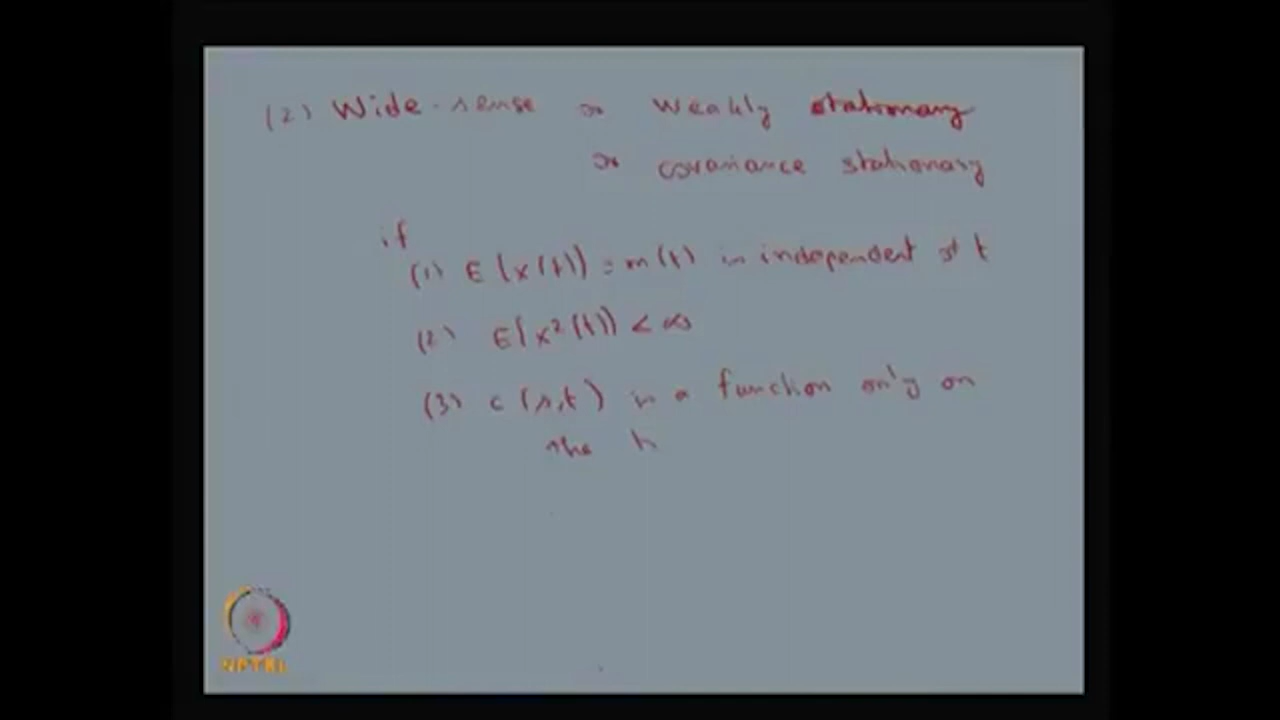 (2) Wide-sense or Weakly stationary
or covariance stationary
if
(1) E(x(t)) = m(t) is independent of t
(2) E(x²(t)) < ∞
(3) c(s,t) is a function only on
the
NPTEL